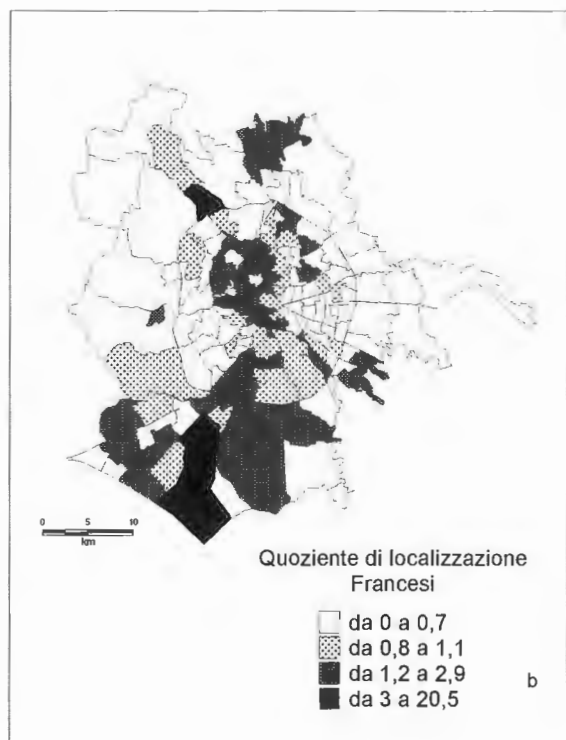 0 5 10
km
Quoziente di localizzazione
Francesi
da 0 a 0,7
da 0,8 a 1,1
da 1,2 a 2,9
da 3 a 20,5
b